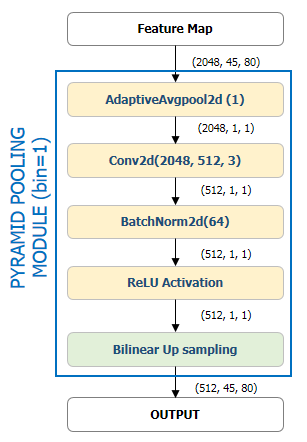 Feature Map
(2048, 45, 80)
PYRAMID POOLING
MODULE (bin=1)
AdaptiveAvgpool2d (1)
(2048, 1, 1)
Conv2d(2048, 512, 3)
(512, 1, 1)
BatchNorm2d(64)
(512, 1, 1)
ReLU Activation
(512, 1, 1)
Bilinear Up sampling
(512, 45, 80)
OUTPUT